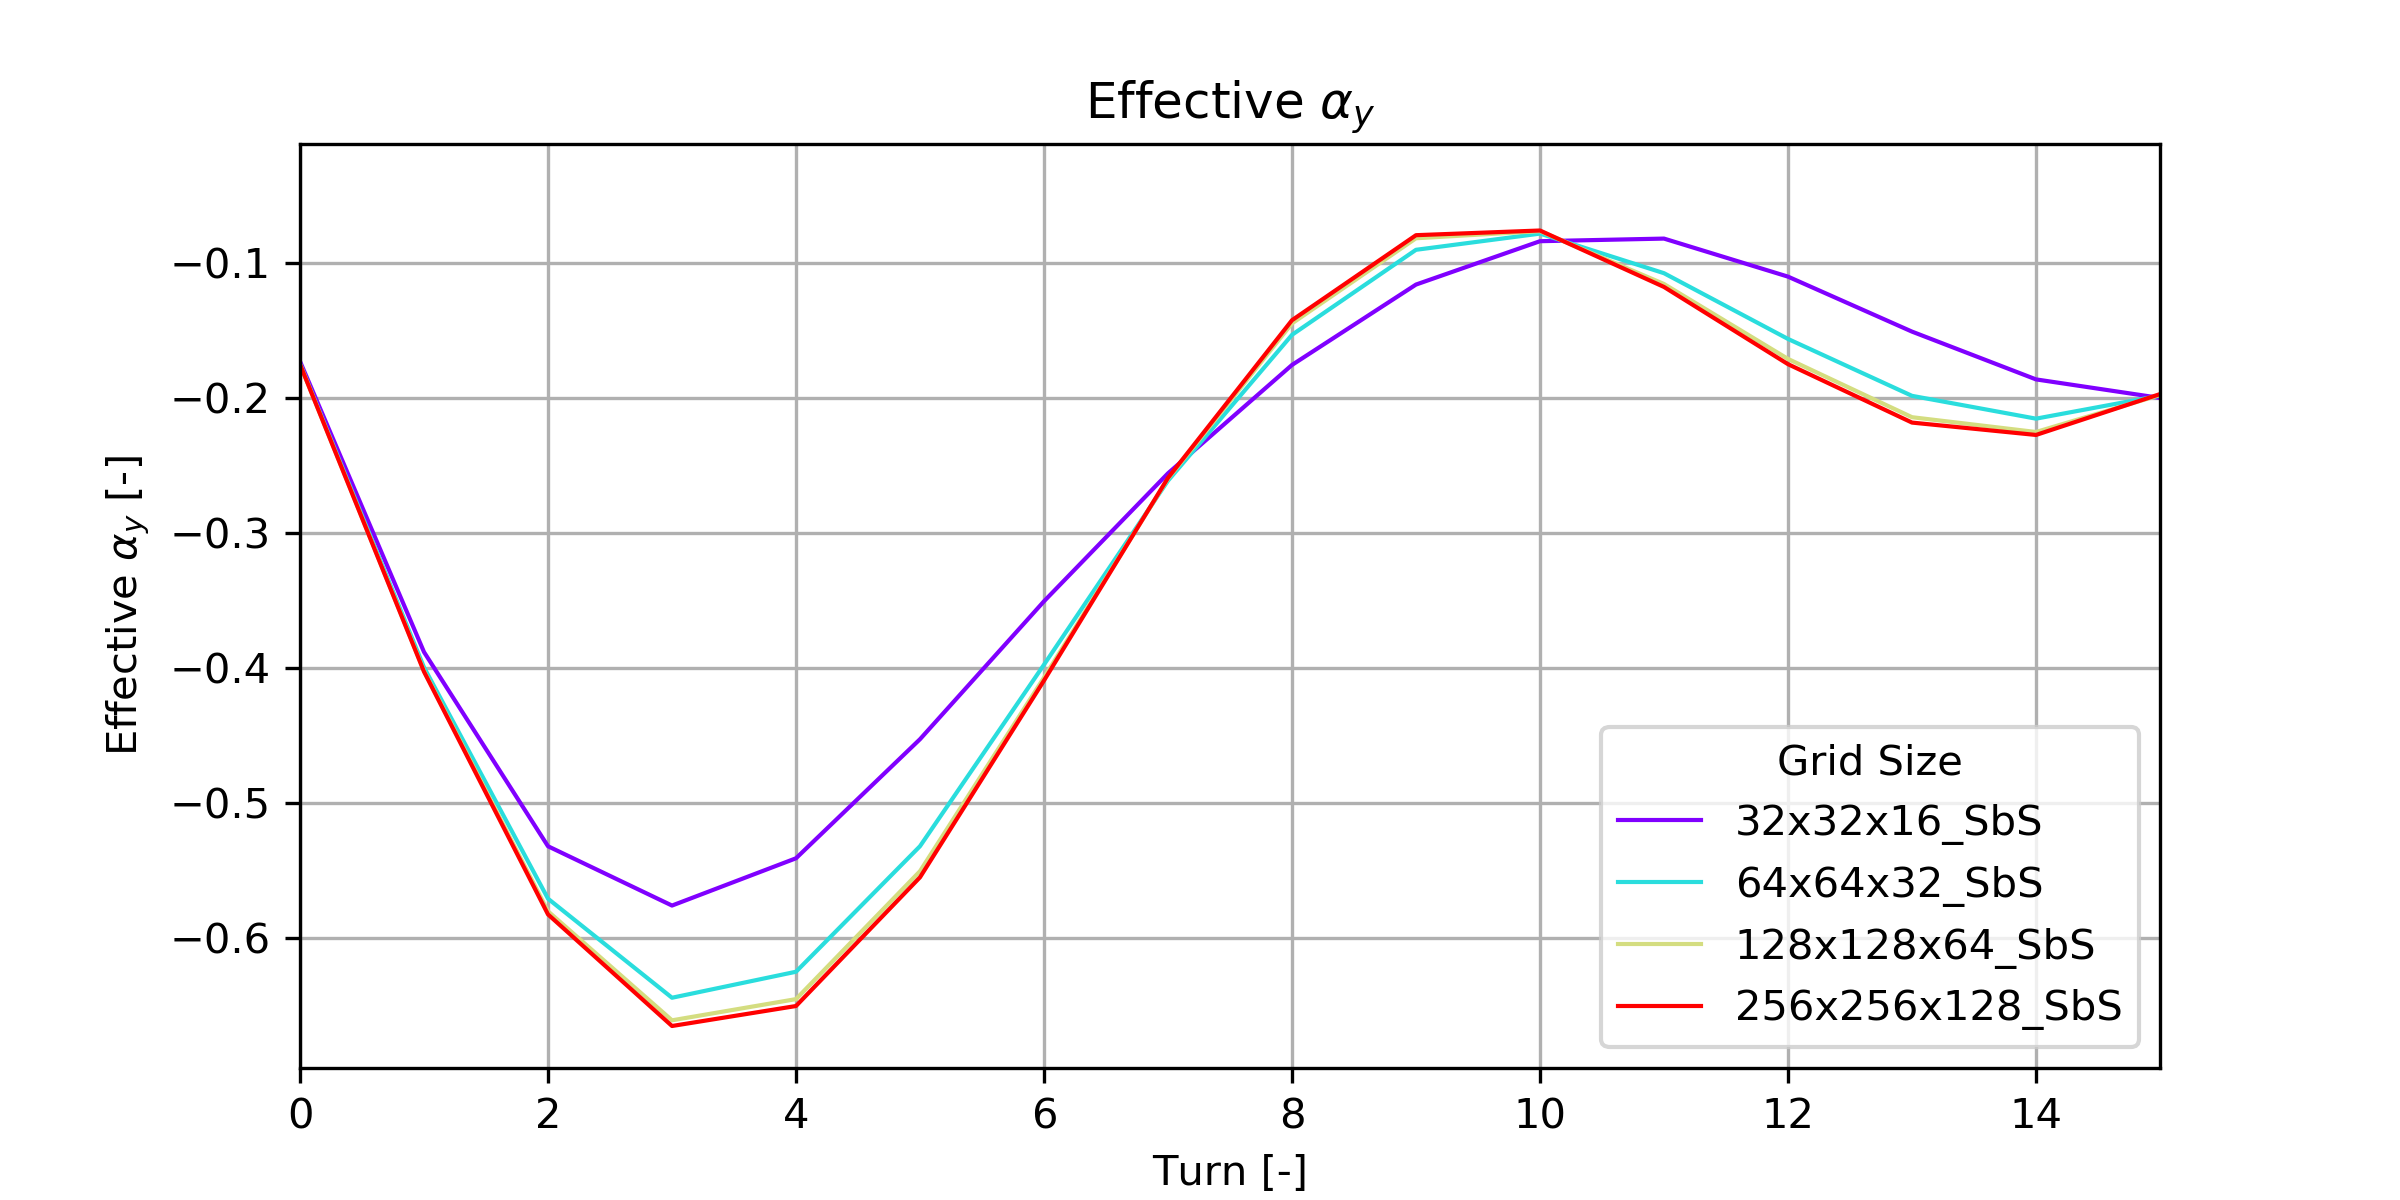 Effective αy
Effective αy [-]
−0.1
−0.2
−0.3
−0.4
−0.5
−0.6
Grid Size
32x32x16_SbS
64x64x32_SbS
128x128x64_SbS
256x256x128_SbS
0 2 4 6 8 10 12 14
Turn [-]